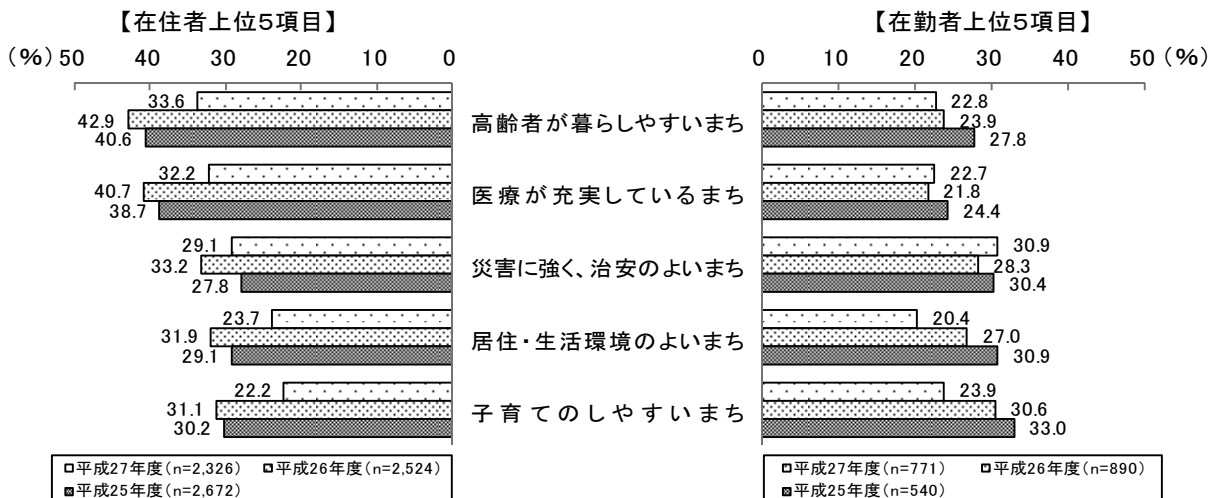 【在住者上位5項目】 【在勤者上位5項目】
(%) 50 40 30 20 10 0 0 10 20 30 40 50 (%)
33.6 22.8
42.9 高齢者が暮らしやすいまち 23.9
40.6 27.8
32.2 22.7
40.7 医療が充実しているまち 21.8
38.7 24.4
29.1 30.9
33.2 災害に強く、治安のよいまち 28.3
27.8 30.4
23.7 20.4
31.9 居住・生活環境のよいまち 27.0
29.1 30.9
22.2 23.9
31.1 子育てのしやすいまち 30.6
30.2 33.0
平成27年度(n=2,326) 平成26年度(n=2,524) 平成27年度(n=771) 平成26年度(n=890)
平成25年度(n=2,672) 平成25年度(n=540)